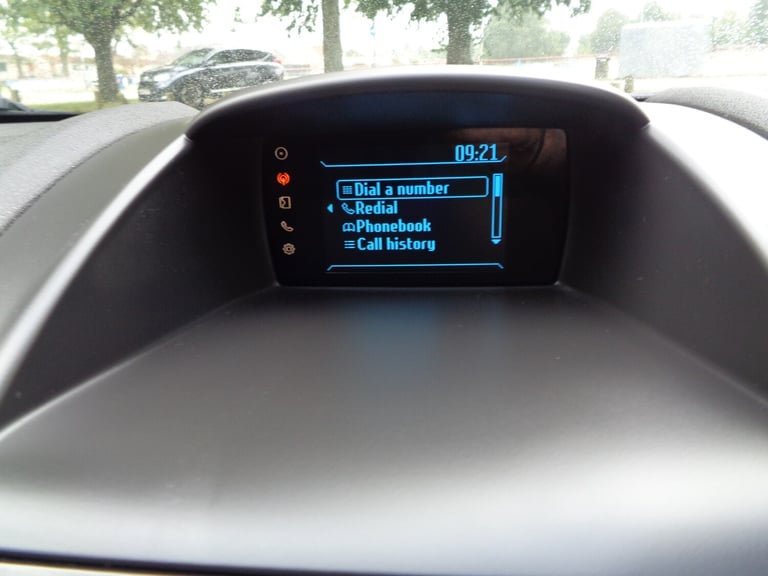 09:21
Dial a number
Redial
Phonebook
Call history